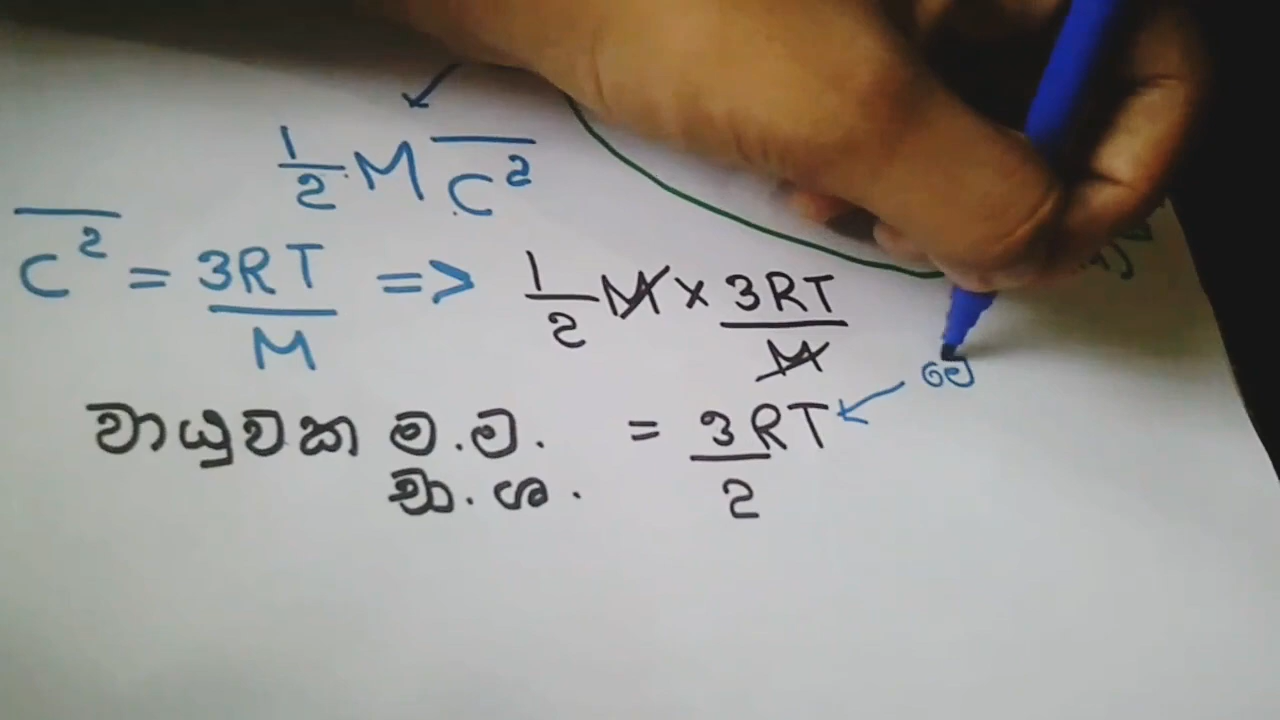 1/2 M C̅²
C̅² = 3RT/M => 1/2 M × 3RT/M
වායුවක ම.ම. = 3RT/2 ← මෙ
චා.ශ.